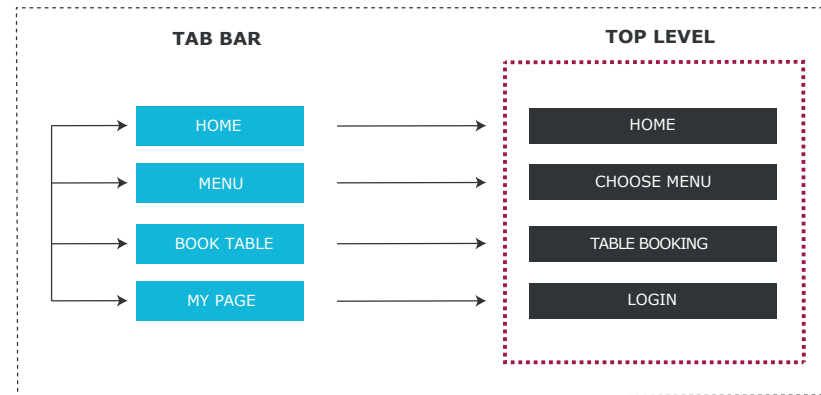 TAB BAR
TOP LEVEL
HOME
HOME
MENU
CHOOSE MENU
BOOK TABLE
TABLE BOOKING
MY PAGE
LOGIN